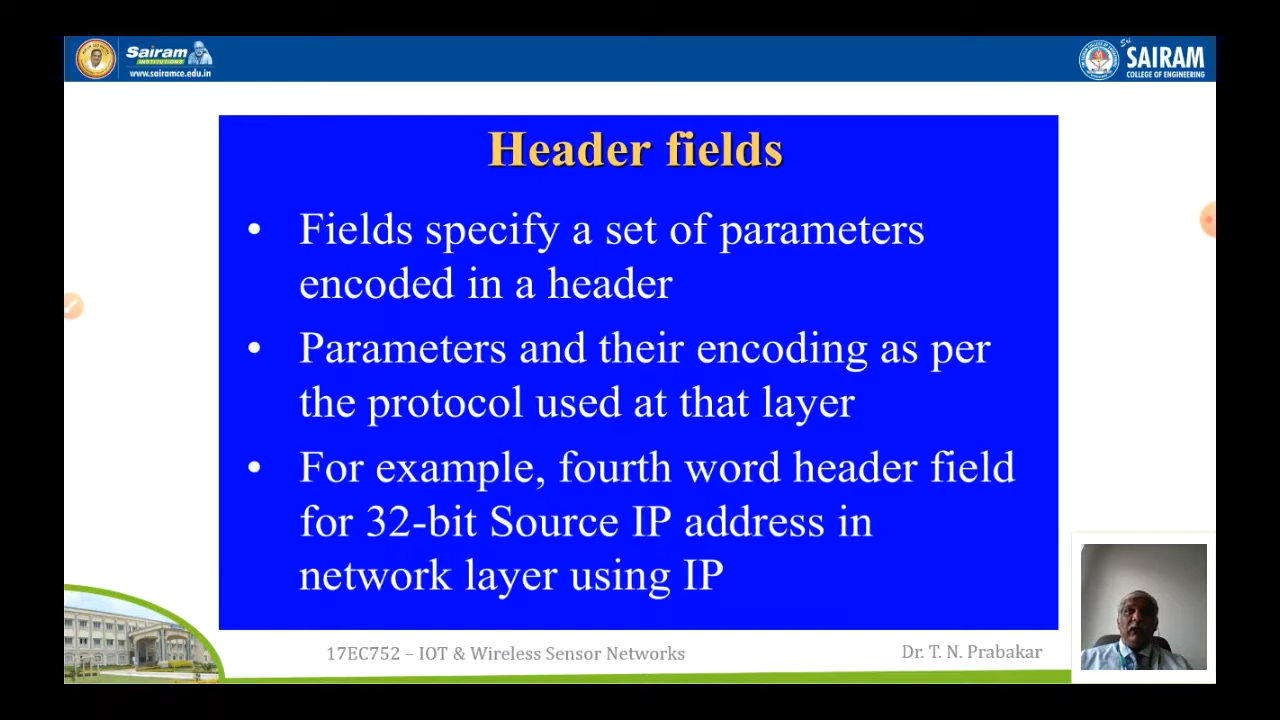 Sairam
INSTITUTIONS
www.sairamce.edu.in
Sri
SAIRAM
COLLEGE OF ENGINEERING
Header fields
• Fields specify a set of parameters
encoded in a header
• Parameters and their encoding as per
the protocol used at that layer
• For example, fourth word header field
for 32-bit Source IP address in
network layer using IP
17EC752 – IOT & Wireless Sensor Networks
Dr. T. N. Prabakar